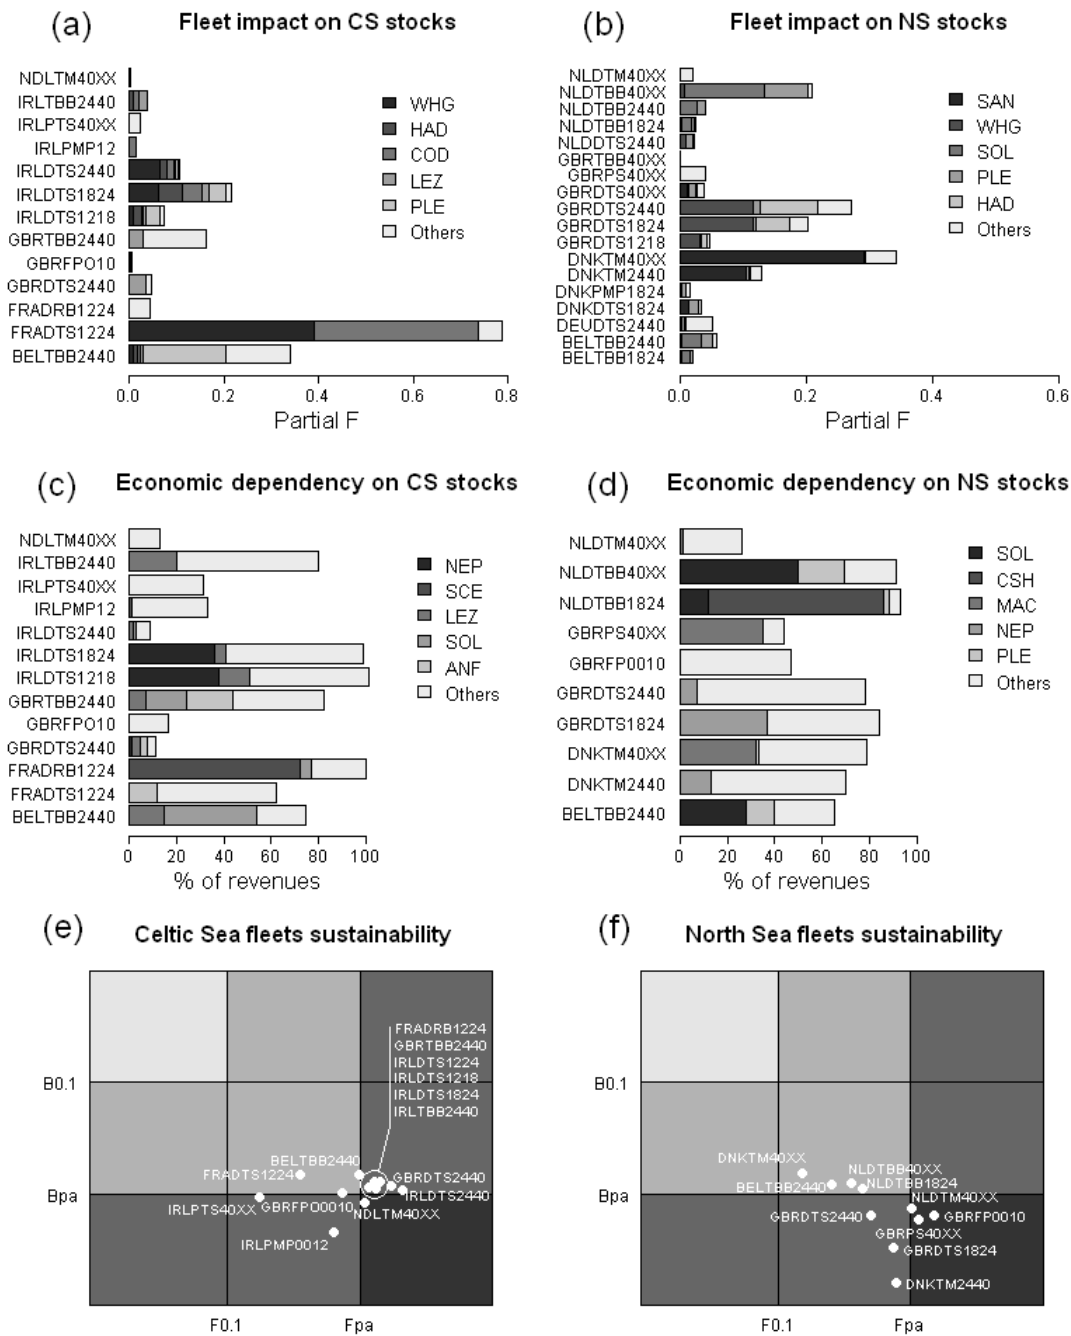 (a) Fleet impact on CS stocks
NDLTM40XX
IRLTBB2440
IRLPTS40XX
IRLPMP12
IRLDTS2440
IRLDTS1824
IRLDTS1218
GBRTBB2440
GBRFPO10
GBRDTS2440
FRADRB1224
FRADTS1224
BELTBB2440
WHG
HAD
COD
LEZ
PLE
Others
0.0 0.2 0.4 0.6 0.8
Partial F
(b) Fleet impact on NS stocks
NLDTM40XX
NLDTBB40XX
NLDTBB2440
NLDTBB1824
NLDDTS2440
GBRTBB40XX
GBRPS40XX
GBRDTS40XX
GBRDTS2440
GBRDTS1824
GBRDTS1218
DNKTM40XX
DNKTM2440
DNKPMP1824
DNKDTS1824
DEUDTS2440
BELTBB2440
BELTBB1824
SAN
WHG
SOL
PLE
HAD
Others
0.0 0.2 0.4 0.6
Partial F
(c) Economic dependency on CS stocks
NDLTM40XX
IRLTBB2440
IRLPTS40XX
IRLPMP12
IRLDTS2440
IRLDTS1824
IRLDTS1218
GBRTBB2440
GBRFPO10
GBRDTS2440
FRADRB1224
FRADTS1224
BELTBB2440
NEP
SCE
LEZ
SOL
ANF
Others
0 20 40 60 80 100
% of revenues
(d) Economic dependency on NS stocks
NLDTM40XX
NLDTBB40XX
NLDTBB1824
GBRPS40XX
GBRFP0010
GBRDTS2440
GBRDTS1824
DNKTM40XX
DNKTM2440
BELTBB2440
SOL
CSH
MAC
NEP
PLE
Others
0 20 40 60 80 100
% of revenues
(e) Celtic Sea fleets sustainability
FRADRB1224
GBRTBB2440
IRLDTS1224
IRLDTS1218
IRLDTS1824
IRLTBB2440
B0.1
BELTBB2440
FRADTS1224
GBRDTS2440
IRLDTS2440
Bpa
IRLPTS40XX
GBRFPO0010
NDLTM40XX
IRLPMP0012
F0.1 Fpa
(f) North Sea fleets sustainability
B0.1
DNKTM40XX
NLDTBB40XX
BELTBB2440
NLDTBB1824
Bpa
NLDTM40XX
GBRDTS2440
GBRFP0010
GBRPS40XX
GBRDTS1824
DNKTM2440
F0.1 Fpa